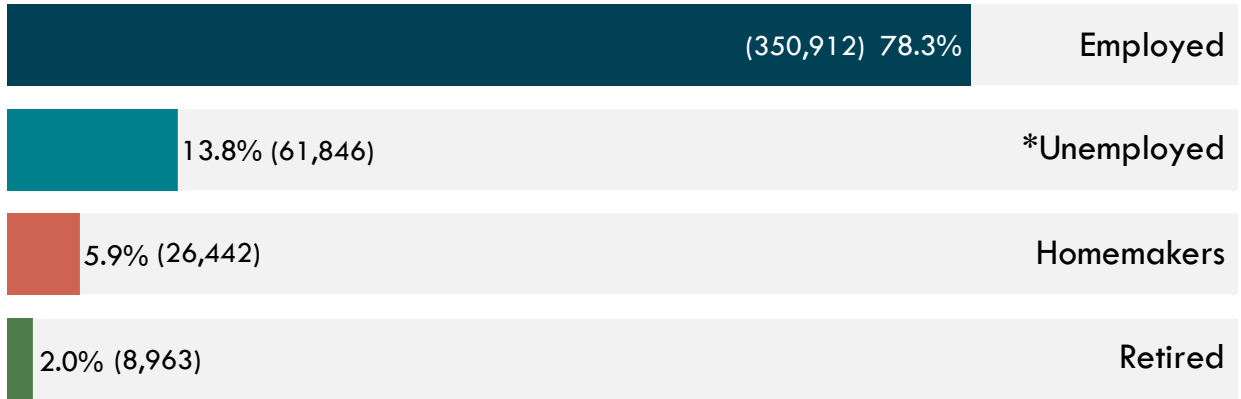 (350,912) 78.3% Employed
13.8% (61,846) *Unemployed
5.9% (26,442) Homemakers
2.0% (8,963) Retired